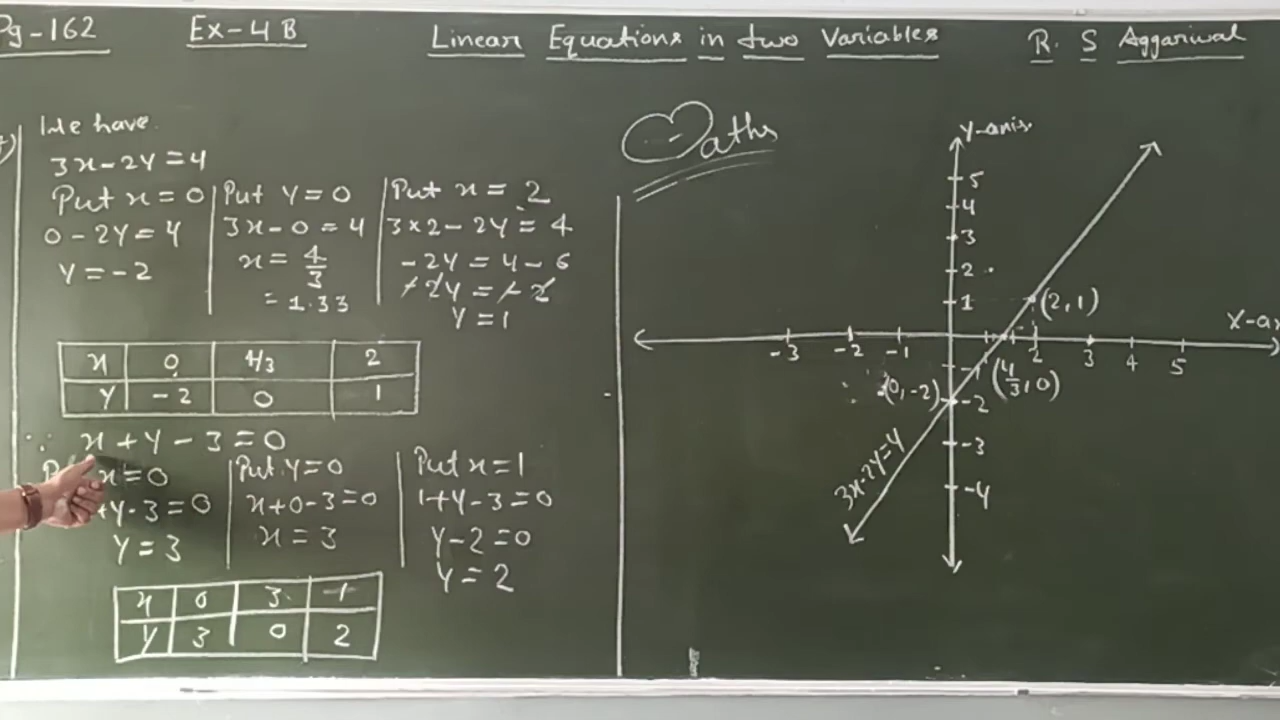 Pg-162 Ex-4B Linear Equations in two Variables R. S Aggarwal
We have.
3x-2y=4
Put x=0
0-2y=4
y=-2
Put y=0
3x-0=4
x=4/3
=1.33
Put x=2
3×2-2y=4
-2y=4-6
-2y=-2
y=1
x 0 4/3 2
y -2 0 1
∵ x+y-3=0
x=0
+y-3=0
y=3
Put y=0
x+0-3=0
x=3
Put x=1
1+y-3=0
y-2=0
y=2
x 0 3 1
y 3 0 2
Maths
y-axis
5
4
3
2
1
(2,1)
X-ax
-3 -2 -1 2 3 4 5
-1
(4/3,0)
(0,-2)
-2
-3
-4
3x-2y=4